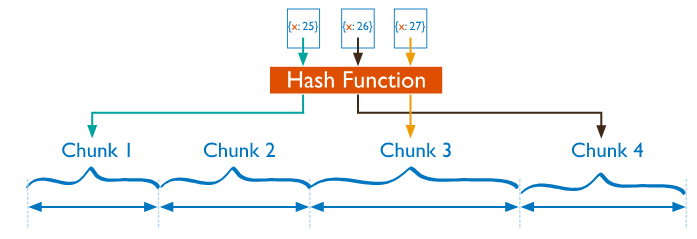 {x: 25} {x: 26} {x: 27}
Hash Function
Chunk 1 Chunk 2 Chunk 3 Chunk 4